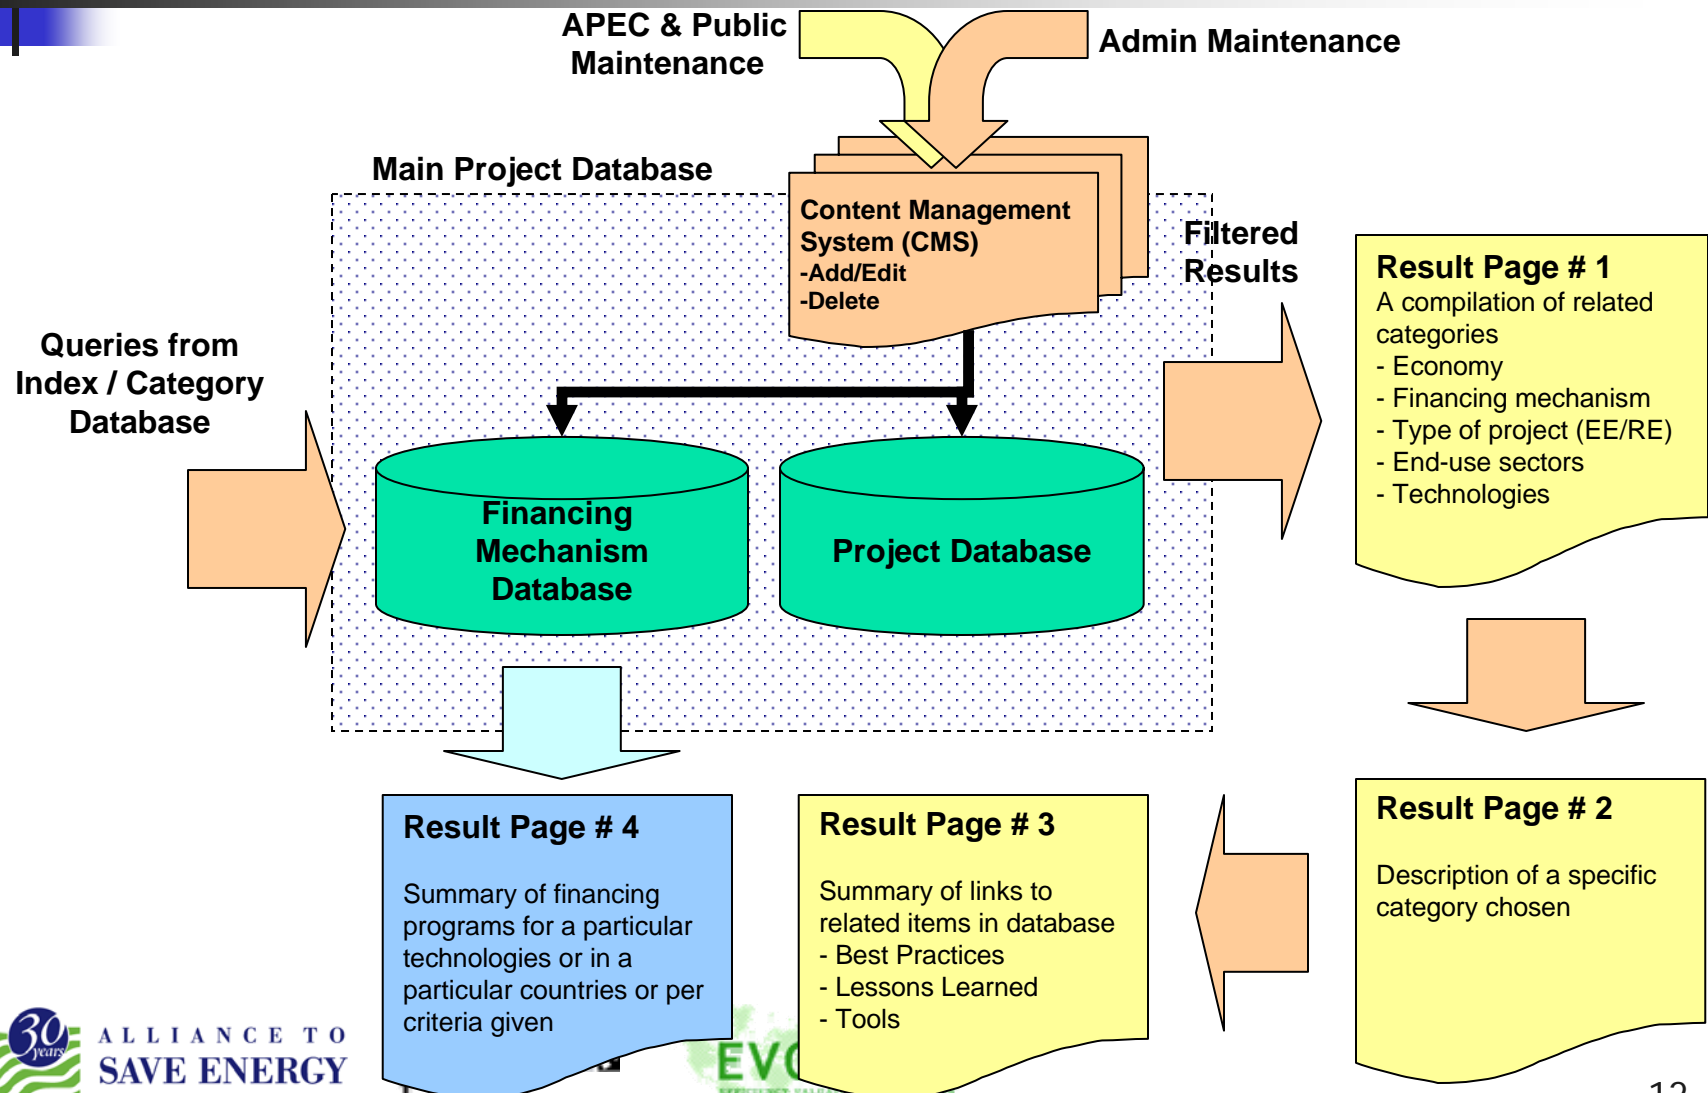 APEC & Public
Maintenance
Admin Maintenance
Main Project Database
Content Management
System (CMS)
-Add/Edit
-Delete
Filtered
Results
Queries from
Index / Category
Database
Financing
Mechanism
Database
Project Database
Result Page # 1
A compilation of related
categories
- Economy
- Financing mechanism
- Type of project (EE/RE)
- End-use sectors
- Technologies
Result Page # 2
Description of a specific
category chosen
Result Page # 3
Summary of links to
related items in database
- Best Practices
- Lessons Learned
- Tools
Result Page # 4
Summary of financing
programs for a particular
technologies or in a
particular countries or per
criteria given
30
years
ALLIANCE TO
SAVE ENERGY